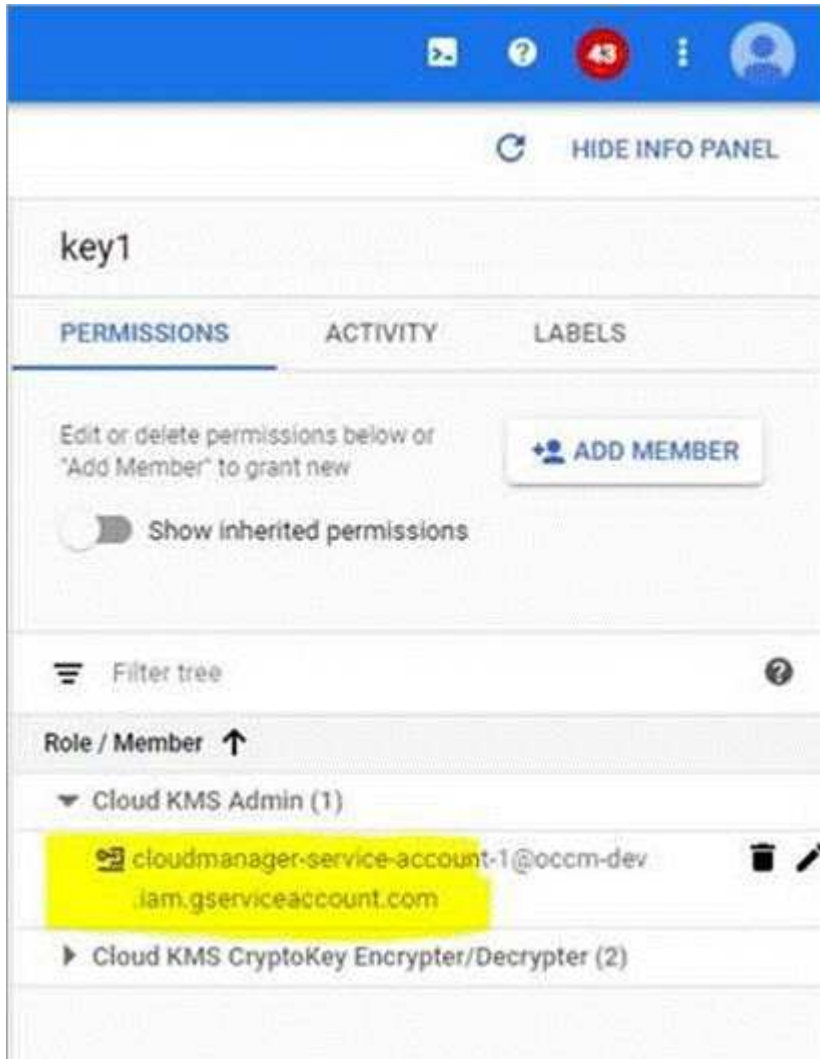 43
HIDE INFO PANEL
key1
PERMISSIONS ACTIVITY LABELS
Edit or delete permissions below or
"Add Member" to grant new
ADD MEMBER
Show inherited permissions
Filter tree
Role / Member
Cloud KMS Admin (1)
cloudmanager-service-account-1@occm-dev
.iam.gserviceaccount.com
Cloud KMS CryptoKey Encrypter/Decrypter (2)